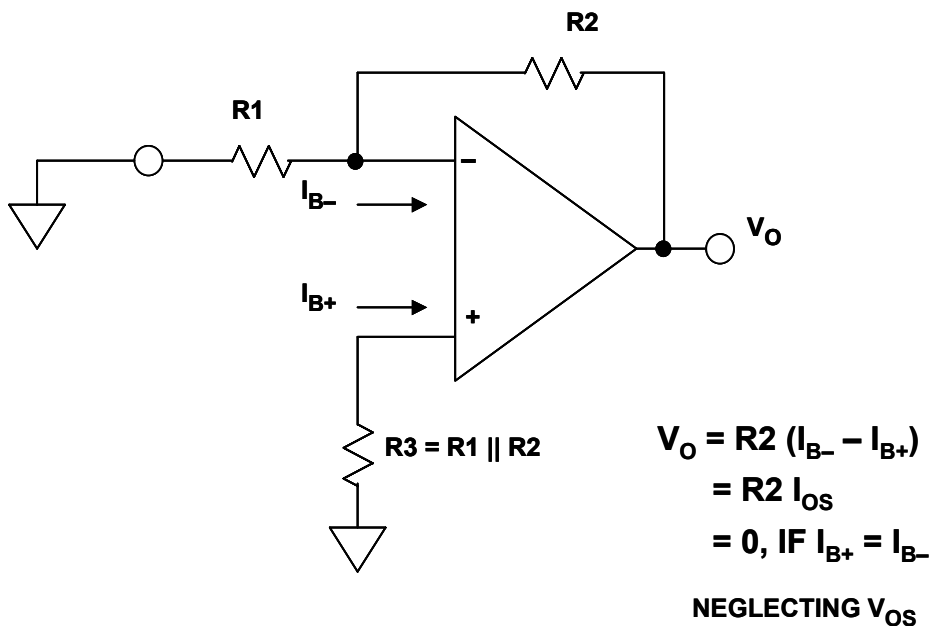 R2
R1
I_B–
–
V_O
I_B+
+
R3 = R1 || R2
V_O = R2 (I_B– – I_B+)
= R2 I_OS
= 0, IF I_B+ = I_B–
NEGLECTING V_OS